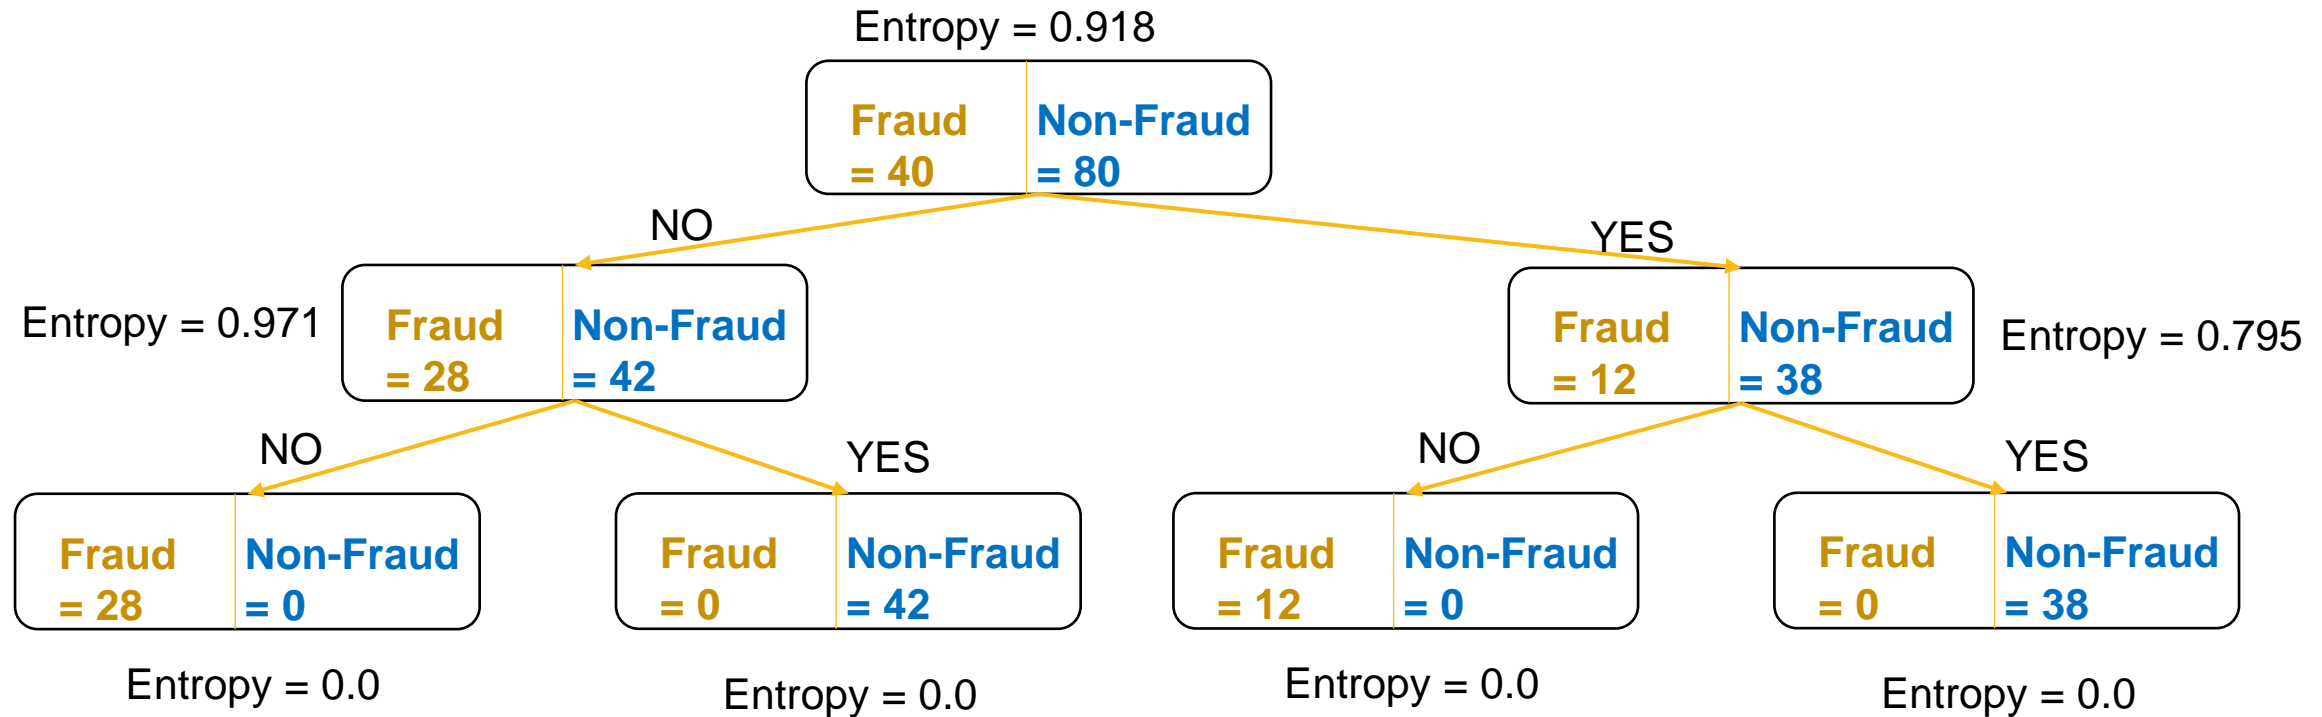 Entropy = 0.918
Fraud
= 40
Non-Fraud
= 80
NO
YES
Entropy = 0.971
Fraud
= 28
Non-Fraud
= 42
Fraud
= 12
Non-Fraud
= 38
Entropy = 0.795
NO
YES
NO
YES
Fraud
= 28
Non-Fraud
= 0
Fraud
= 0
Non-Fraud
= 42
Fraud
= 12
Non-Fraud
= 0
Fraud
= 0
Non-Fraud
= 38
Entropy = 0.0
Entropy = 0.0
Entropy = 0.0
Entropy = 0.0